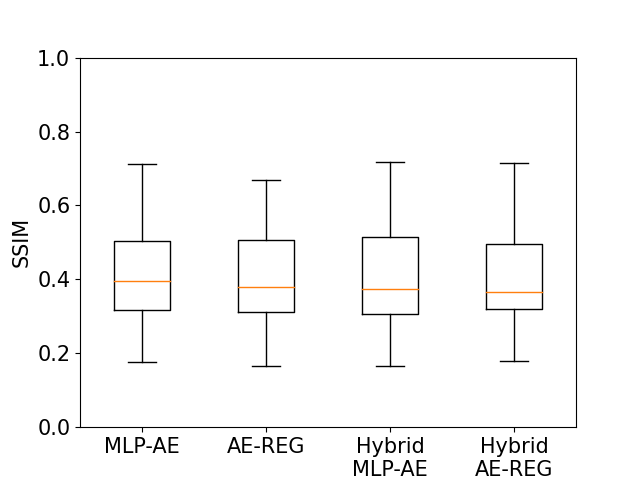 1.0
0.8
0.6
0.4
0.2
0.0
SSIM
MLP-AE
AE-REG
Hybrid
MLP-AE
Hybrid
AE-REG